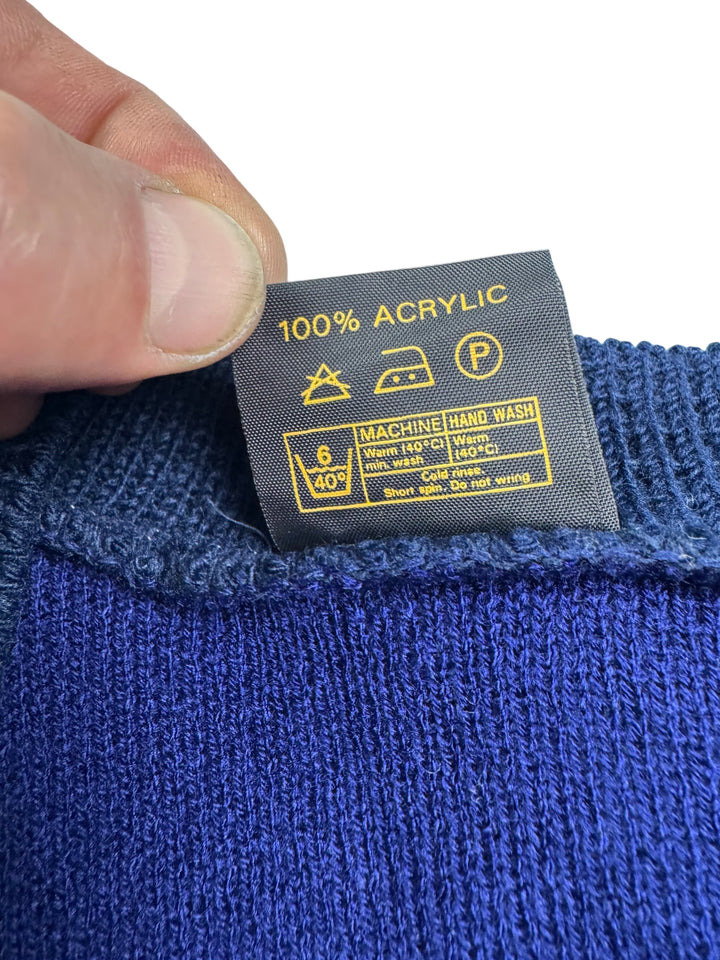 100% ACRYLIC
P
6
40°
MACHINE HAND WASH
Warm (40°C) Warm
min. wash (40°C)
Cold rinse.
Short spin. Do not wring